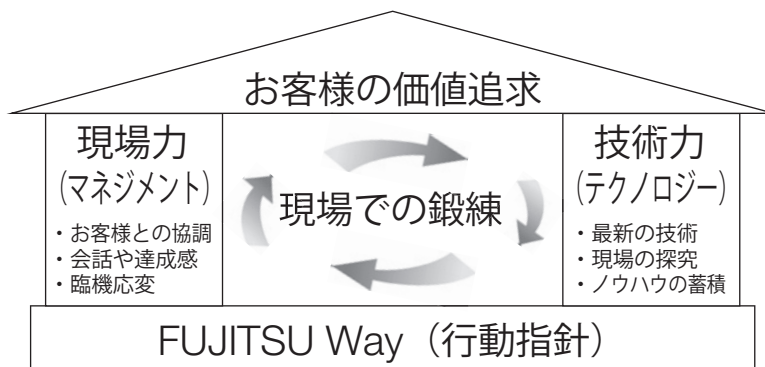 お客様の価値追求
現場力
(マネジメント)
・お客様との協調
・会話や達成感
・臨機応変
現場での鍛練
技術力
(テクノロジー)
・最新の技術
・現場の探究
・ノウハウの蓄積
FUJITSU Way（行動指針）